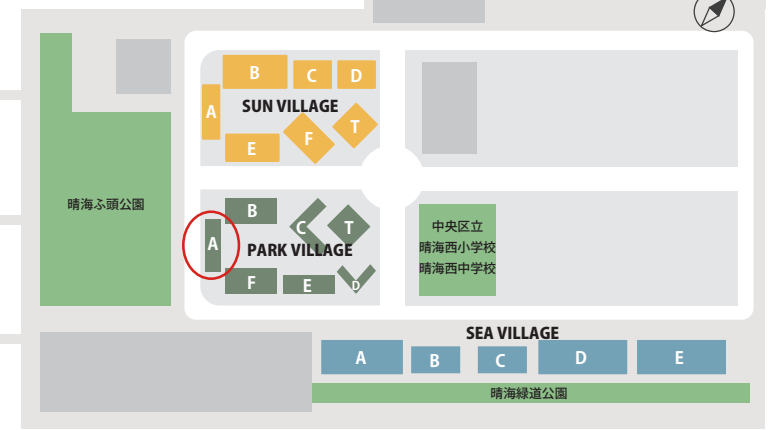 B C D
A
SUN VILLAGE
T
F
E
晴海ふ頭公園
B
C T
A
PARK VILLAGE
F E D
中央区立
晴海西小学校
晴海西中学校
SEA VILLAGE
A B C D E
晴海緑道公園